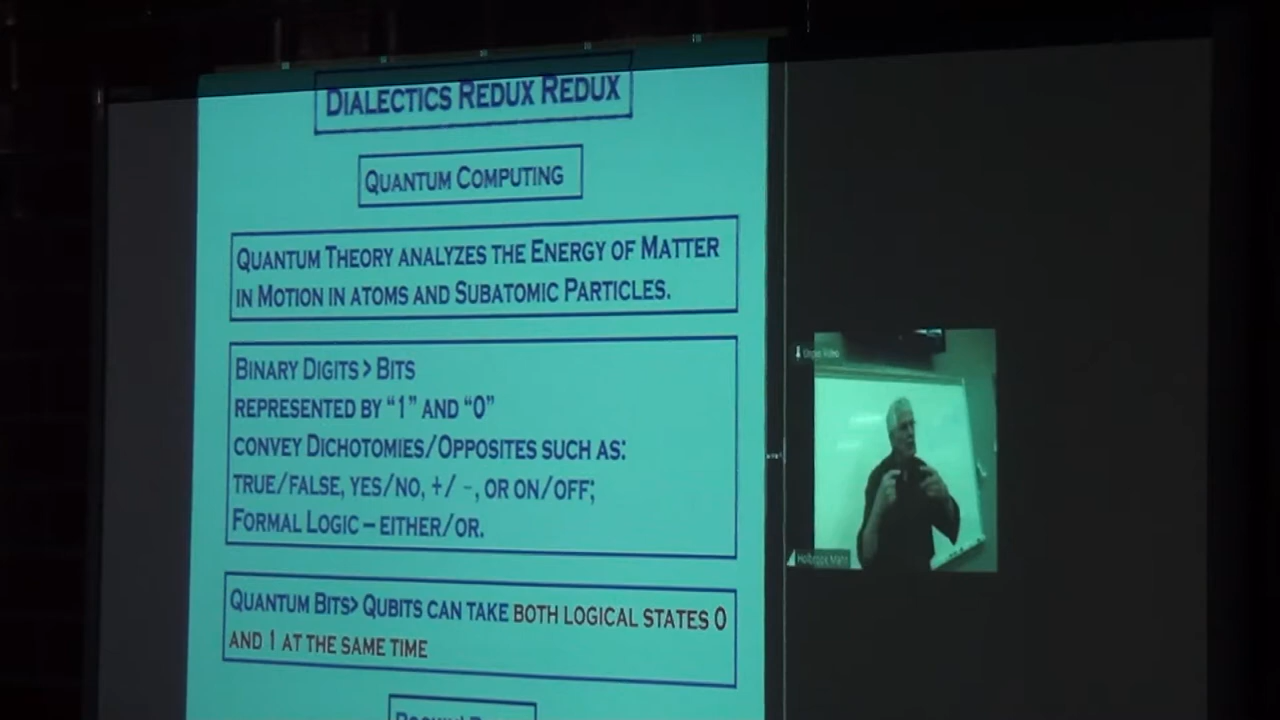 DIALECTICS REDUX REDUX
QUANTUM COMPUTING
QUANTUM THEORY ANALYZES THE ENERGY OF MATTER
IN MOTION IN ATOMS AND SUBATOMIC PARTICLES.
BINARY DIGITS > BITS
REPRESENTED BY “1” AND “0”
CONVEY DICHOTOMIES/OPPOSITES SUCH AS:
TRUE/FALSE, YES/NO, +/ –, OR ON/OFF;
FORMAL LOGIC – EITHER/OR.
QUANTUM BITS> QUBITS CAN TAKE BOTH LOGICAL STATES 0
AND 1 AT THE SAME TIME
Holbrook Mahn